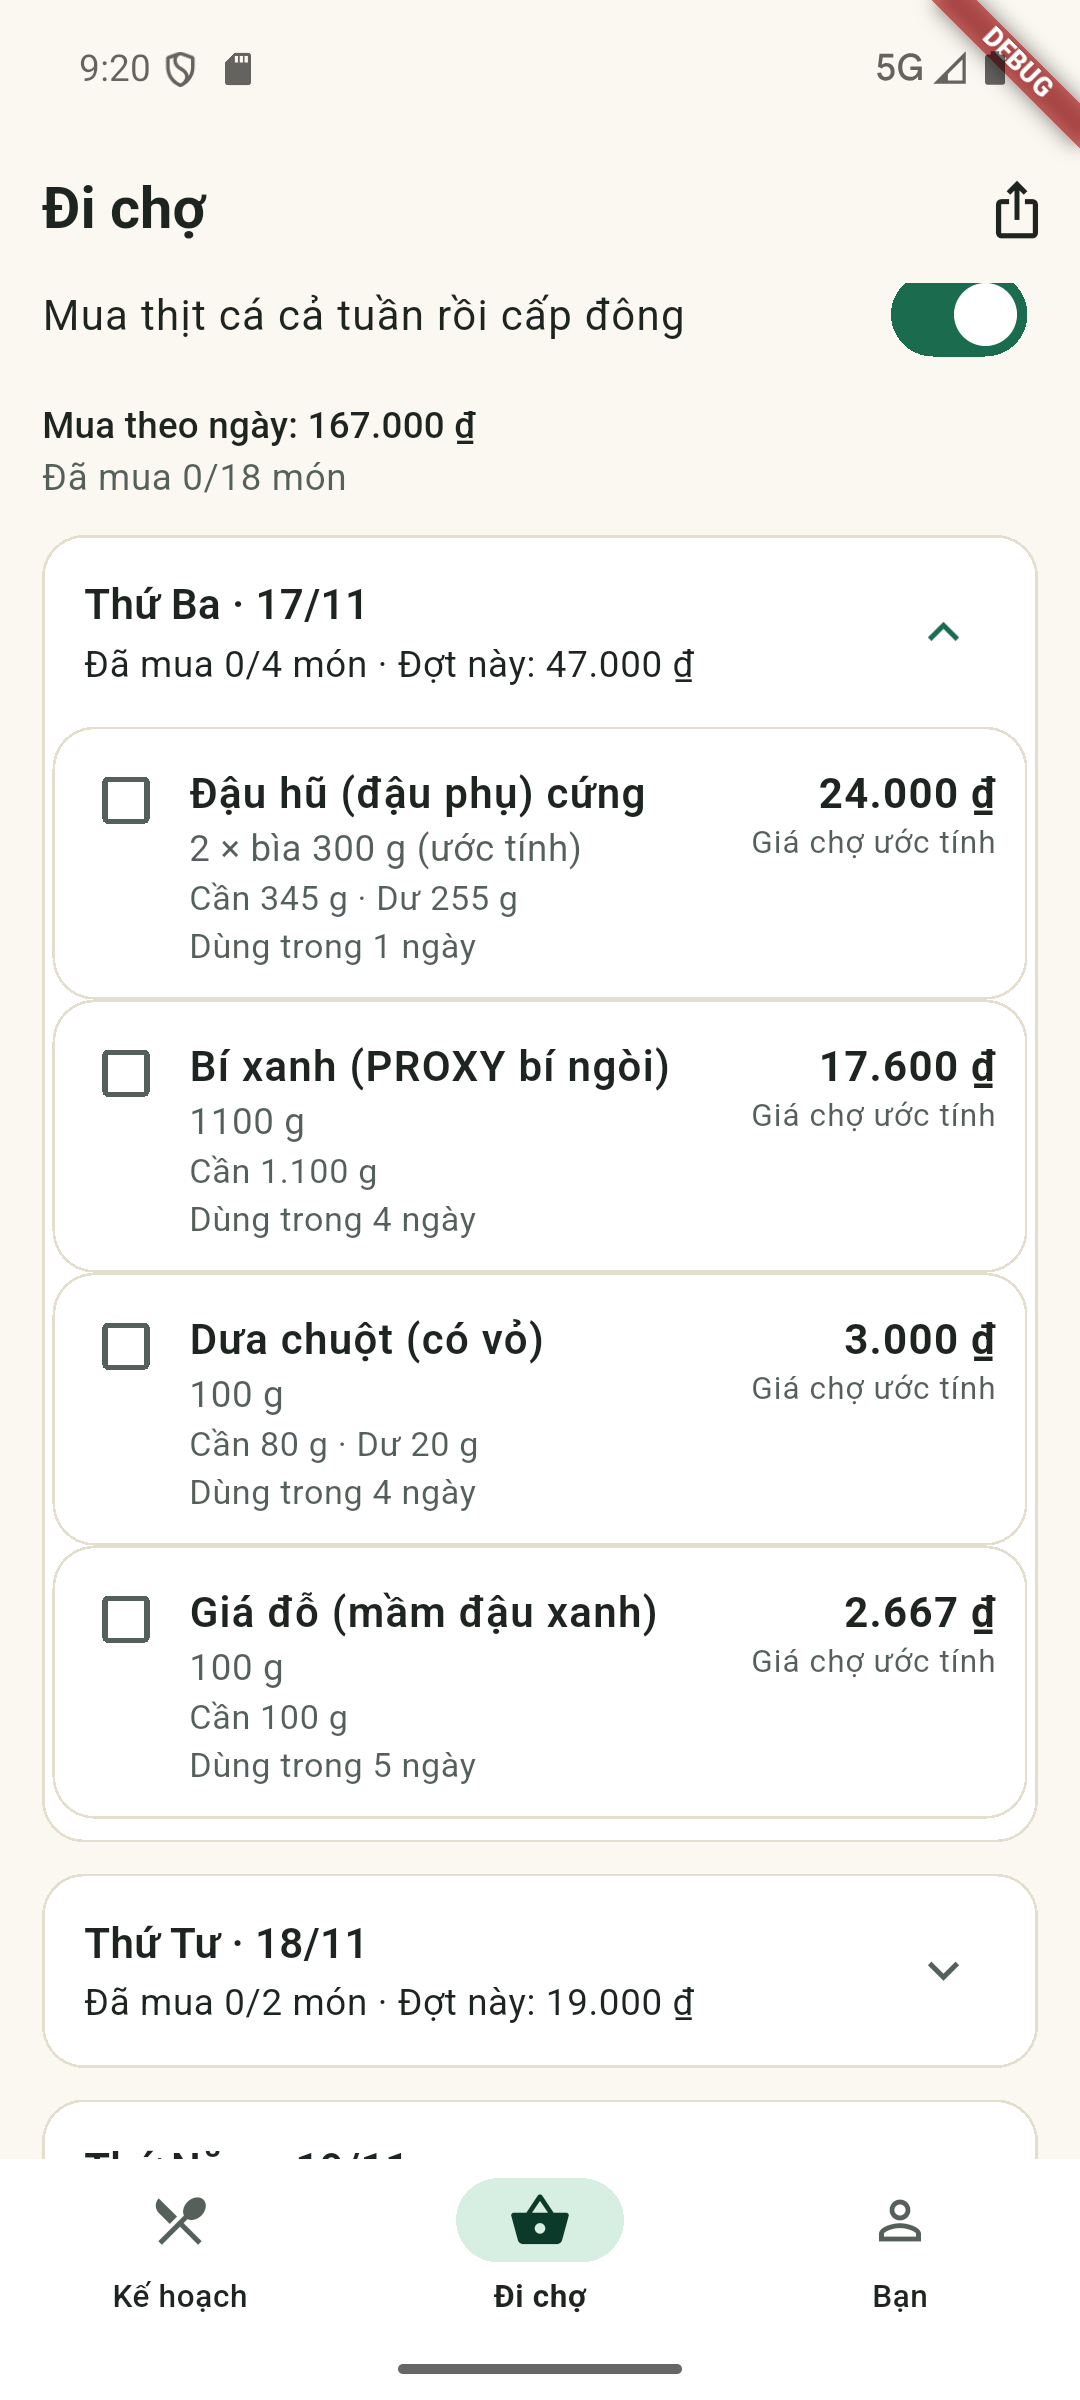 9:20
5G
DEBUG
Đi chợ
Mua thịt cá cả tuần rồi cấp đông
Mua theo ngày: 167.000 ₫
Đã mua 0/18 món
Thứ Ba · 17/11
Đã mua 0/4 món · Đợt này: 47.000 ₫
Đậu hũ (đậu phụ) cứng
24.000 ₫
2 × bìa 300 g (ước tính)
Giá chợ ước tính
Cần 345 g · Dư 255 g
Dùng trong 1 ngày
Bí xanh (PROXY bí ngòi)
17.600 ₫
1100 g
Giá chợ ước tính
Cần 1.100 g
Dùng trong 4 ngày
Dưa chuột (có vỏ)
3.000 ₫
100 g
Giá chợ ước tính
Cần 80 g · Dư 20 g
Dùng trong 4 ngày
Giá đỗ (mầm đậu xanh)
2.667 ₫
100 g
Giá chợ ước tính
Cần 100 g
Dùng trong 5 ngày
Thứ Tư · 18/11
Đã mua 0/2 món · Đợt này: 19.000 ₫
Kế hoạch
Đi chợ
Bạn